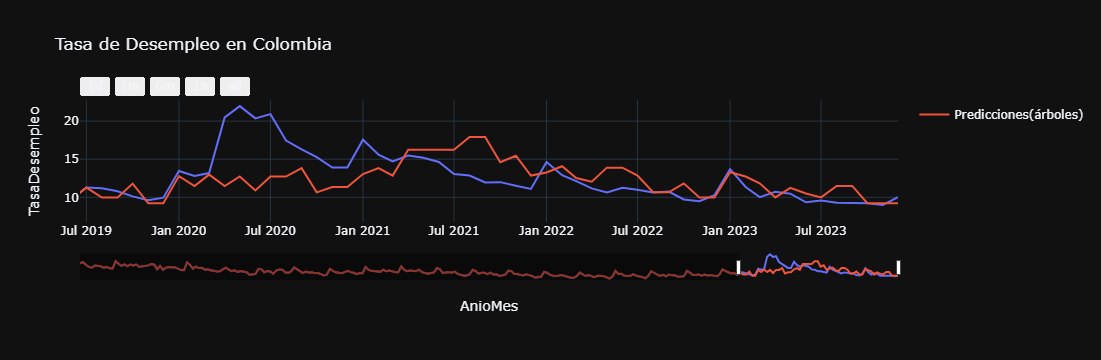 Tasa de Desempleo en Colombia
TasaDesempleo
20
15
10
Jul 2019 Jan 2020 Jul 2020 Jan 2021 Jul 2021 Jan 2022 Jul 2022 Jan 2023 Jul 2023
Predicciones(árboles)
AnioMes